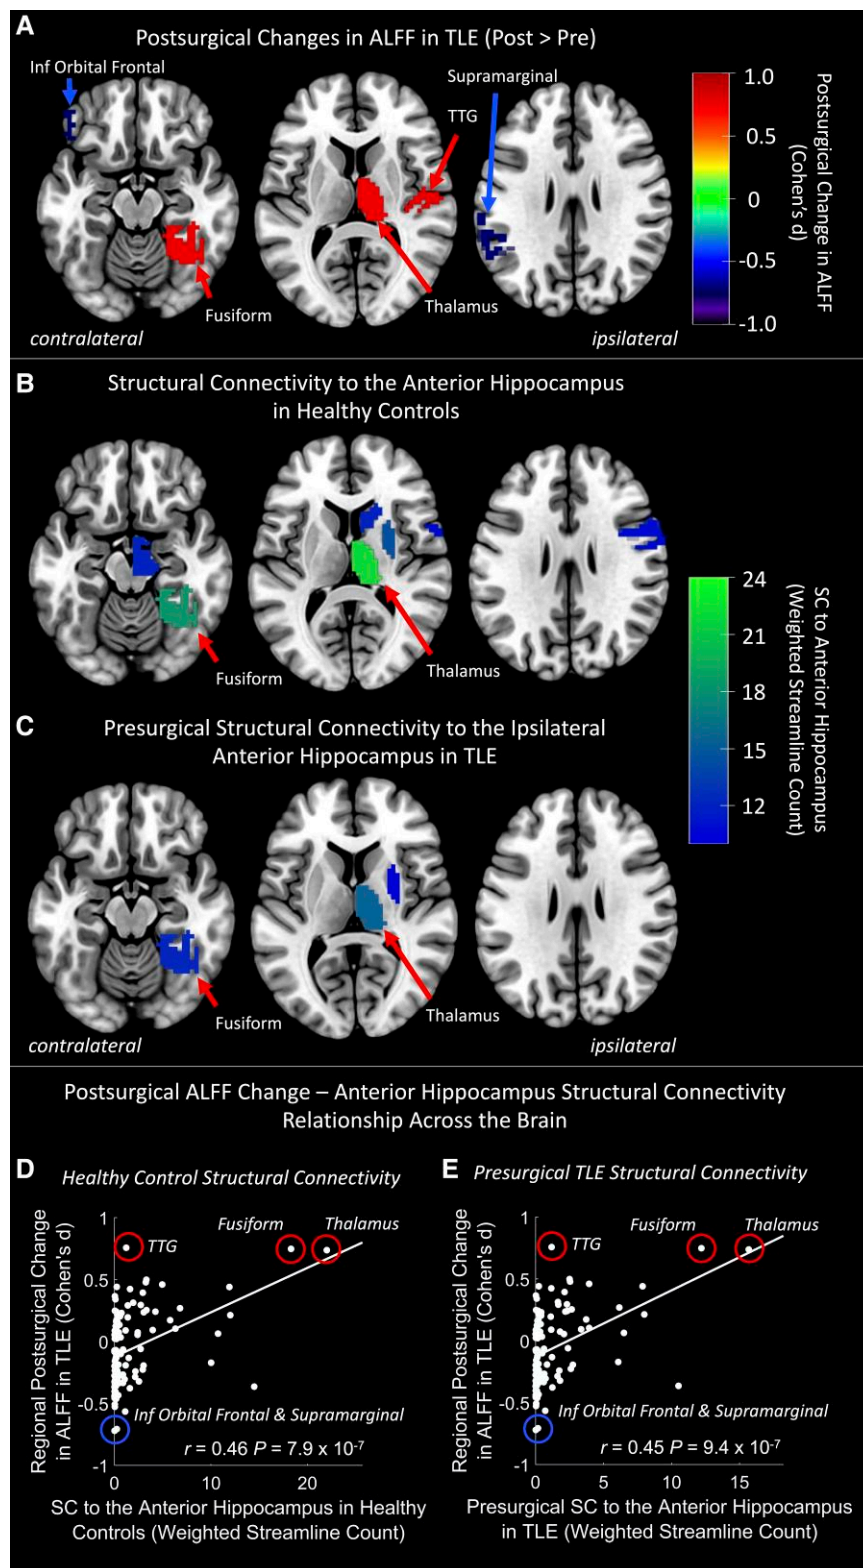 A
Postsurgical Changes in ALFF in TLE (Post > Pre)
Inf Orbital Frontal
Supramarginal
TTG
Fusiform
Thalamus
contralateral
ipsilateral
1.0
0.5
0
-0.5
-1.0
Postsurgical Change in ALFF
(Cohen's d)
B
Structural Connectivity to the Anterior Hippocampus
in Healthy Controls
Fusiform
Thalamus
24
21
18
15
12
SC to Anterior Hippocampus
(Weighted Streamline Count)
C
Presurgical Structural Connectivity to the Ipsilateral
Anterior Hippocampus in TLE
Fusiform
Thalamus
contralateral
ipsilateral
Postsurgical ALFF Change – Anterior Hippocampus Structural Connectivity
Relationship Across the Brain
D
Healthy Control Structural Connectivity
Regional Postsurgical Change
in ALFF in TLE (Cohen's d)
1
0.5
0
-0.5
-1
TTG
Fusiform
Thalamus
Inf Orbital Frontal & Supramarginal
r = 0.46 P = 7.9 x 10-7
0
10
20
SC to the Anterior Hippocampus in Healthy
Controls (Weighted Streamline Count)
E
Presurgical TLE Structural Connectivity
Regional Postsurgical Change
in ALFF in TLE (Cohen's d)
1
0.5
0
-0.5
-1
TTG
Fusiform
Thalamus
Inf Orbital Frontal & Supramarginal
r = 0.45 P = 9.4 x 10-7
0
5
10
15
Presurgical SC to the Anterior Hippocampus
in TLE (Weighted Streamline Count)